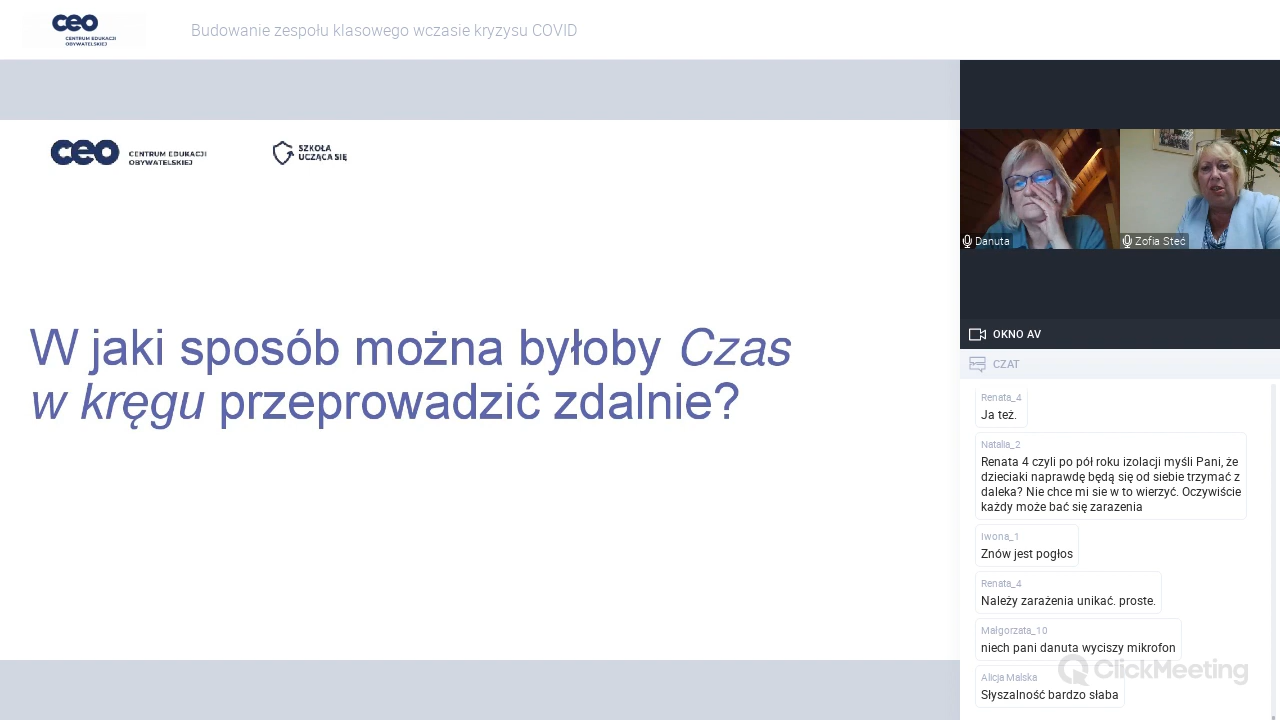 ceo
CENTRUM EDUKACJI
OBYWATELSKIEJ
Budowanie zespołu klasowego wczasie kryzysu COVID
ceo
CENTRUM EDUKACJI
OBYWATELSKIEJ
SZKOŁA
UCZĄCA SIĘ
W jaki sposób można byłoby Czas
w kręgu przeprowadzić zdalnie?
Danuta
Zofia Steć
OKNO AV
CZAT
Renata_4
Ja też.
Natalia_2
Renata 4 czyli po pół roku izolacji myśli Pani, że
dzieciaki naprawdę będą się od siebie trzymać z
daleka? Nie chce mi sie w to wierzyć. Oczywiście
każdy może bać się zarazenia
Iwona_1
Znów jest pogłos
Renata_4
Należy zarażenia unikać. proste.
Małgorzata_10
niech pani danuta wyciszy mikrofon
Alicja Malska
Słyszalność bardzo słaba
ClickMeeting